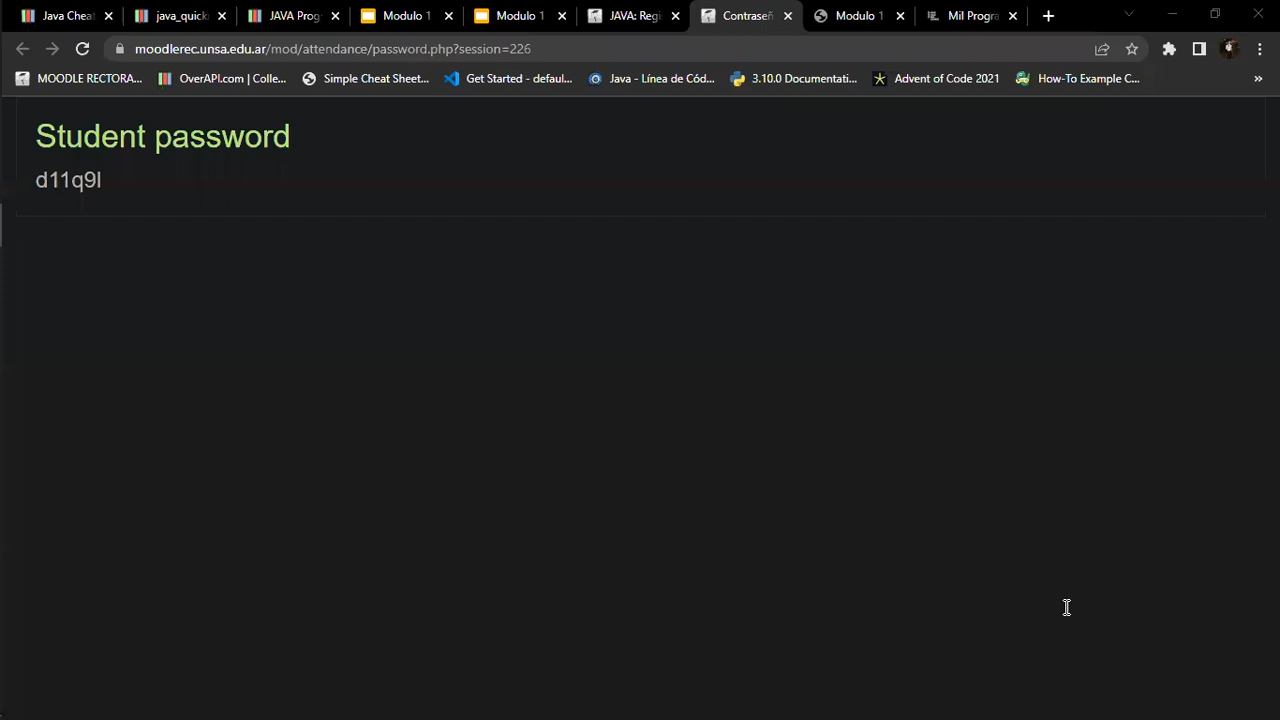 Java Cheat
java_quick
JAVA Prog
Modulo 1
Modulo 1
JAVA: Regi
Contraseñ
Modulo 1
Mil Progra
moodlerec.unsa.edu.ar/mod/attendance/password.php?session=226
MOODLE RECTORA...
OverAPI.com | Colle...
Simple Cheat Sheet...
Get Started - defaul...
Java - Línea de Cód...
3.10.0 Documentati...
Advent of Code 2021
How-To Example C...
Student password
d11q9l